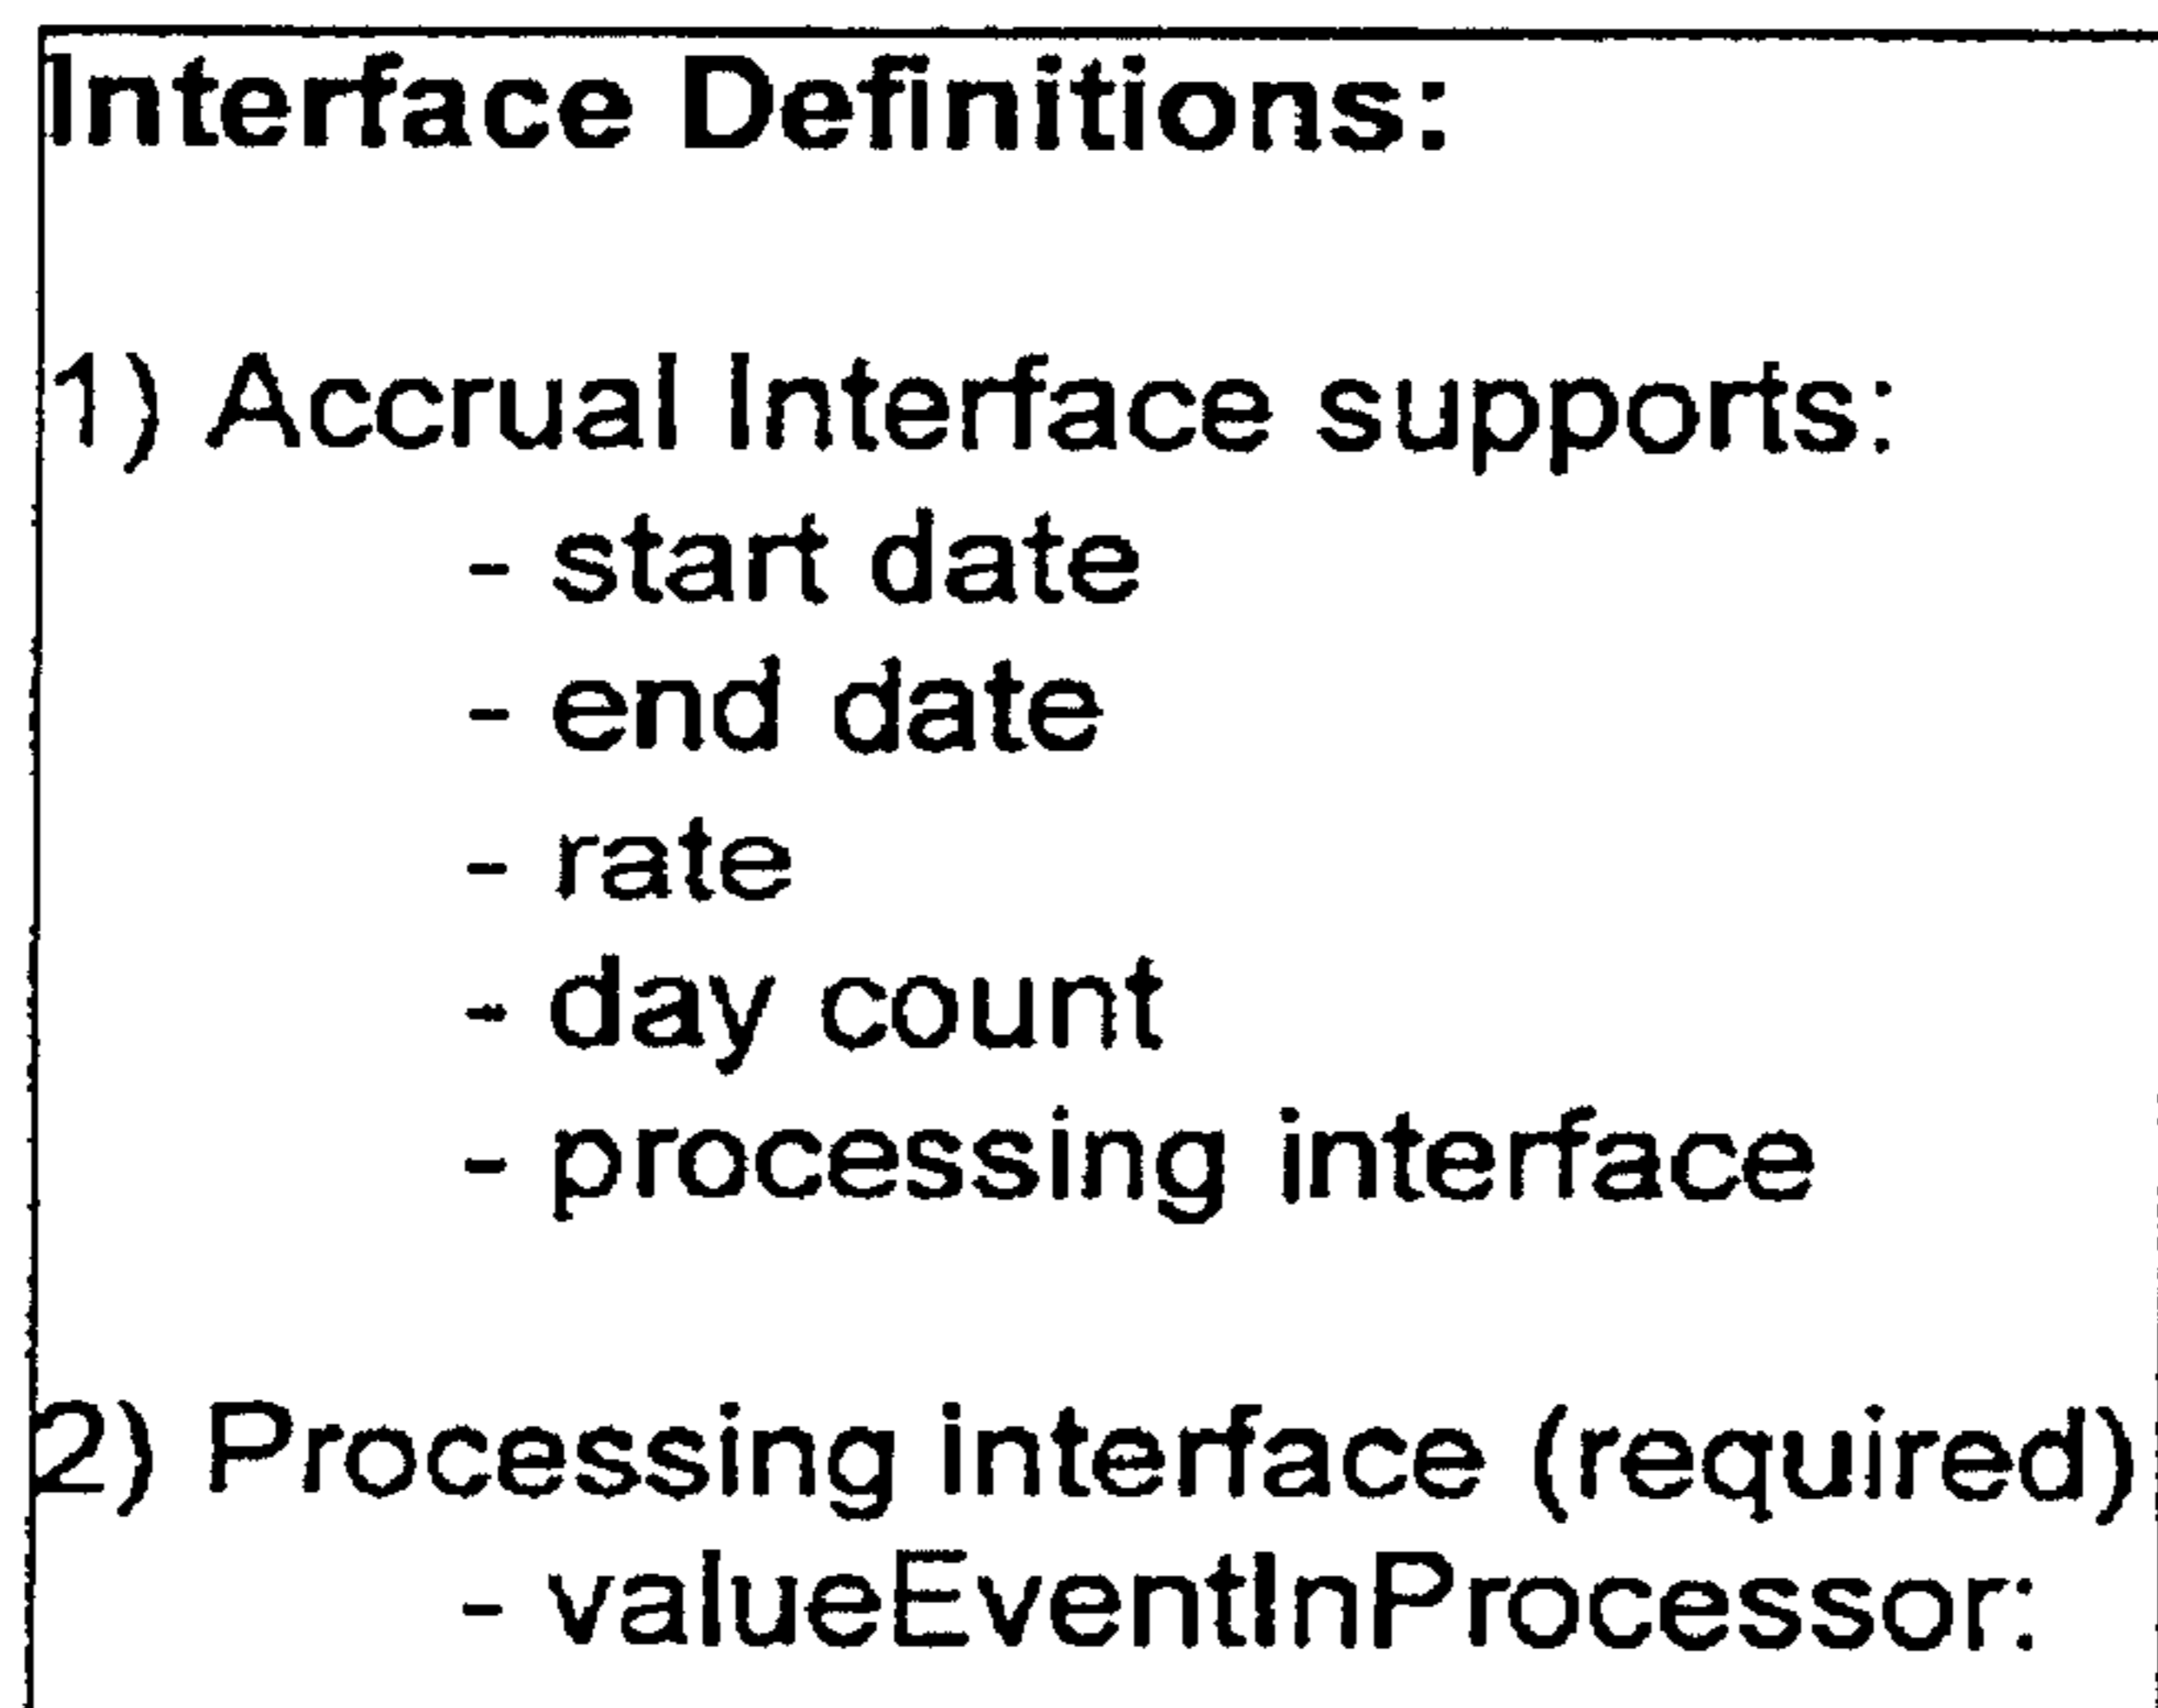 Interface Definitions:
1) Accrual Interface supports:
- start date
- end date
- rate
- day count
- processing interface
2) Processing interface (required)
- valueEventInProcessor: